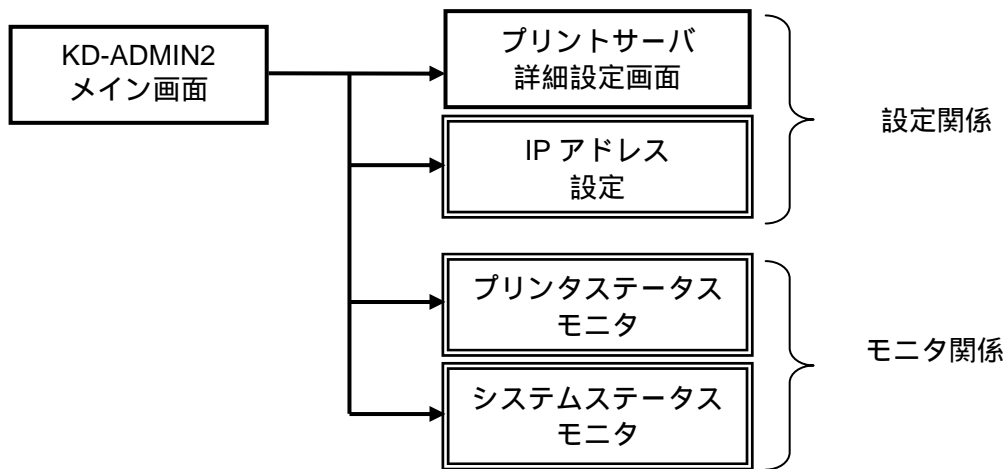 KD-ADMIN2
メイン画面
プリントサーバ
詳細設定画面
IP アドレス
設定
設定関係
プリンタステータス
モニタ
システムステータス
モニタ
モニタ関係